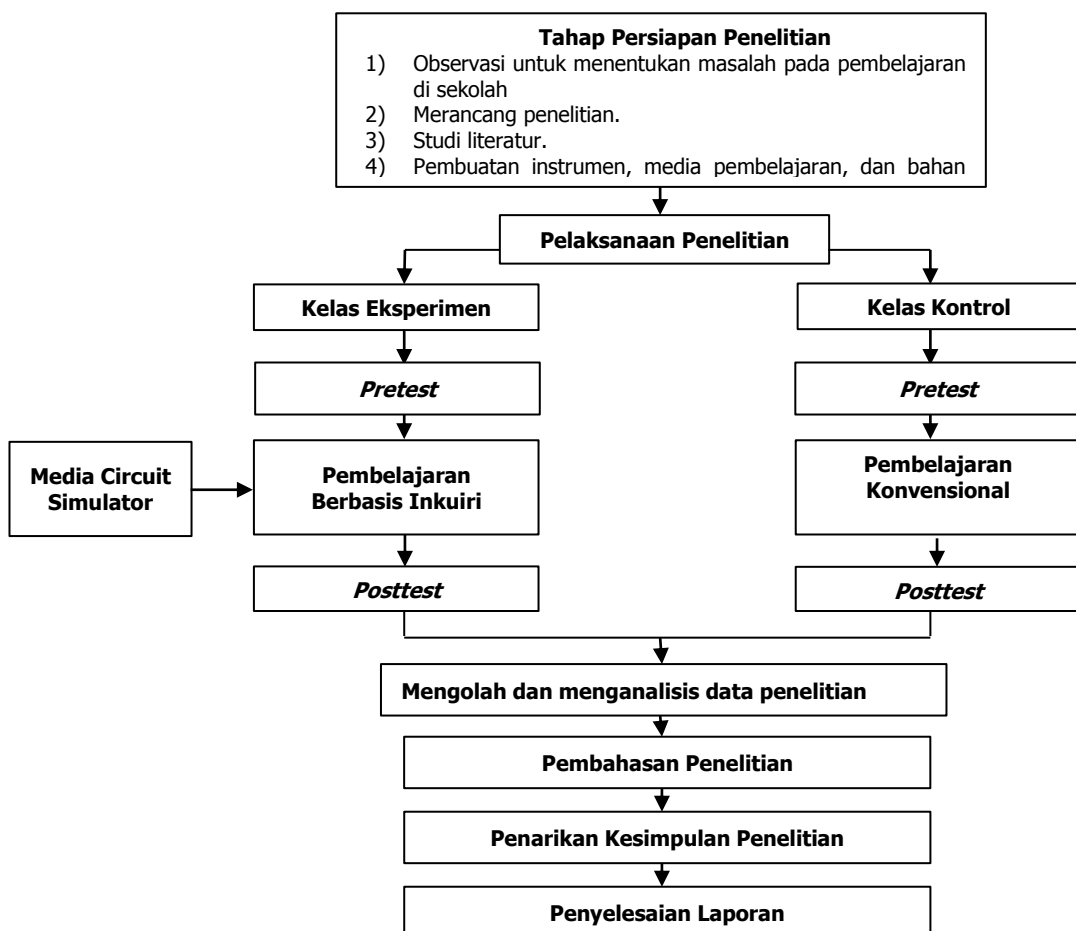 Tahap Persiapan Penelitian
1) Observasi untuk menentukan masalah pada pembelajaran
di sekolah
2) Merancang penelitian.
3) Studi literatur.
4) Pembuatan instrumen, media pembelajaran, dan bahan
Pelaksanaan Penelitian
Kelas Eksperimen
Kelas Kontrol
Pretest
Pretest
Media Circuit
Simulator
Pembelajaran
Berbasis Inkuiri
Pembelajaran
Konvensional
Posttest
Posttest
Mengolah dan menganalisis data penelitian
Pembahasan Penelitian
Penarikan Kesimpulan Penelitian
Penyelesaian Laporan